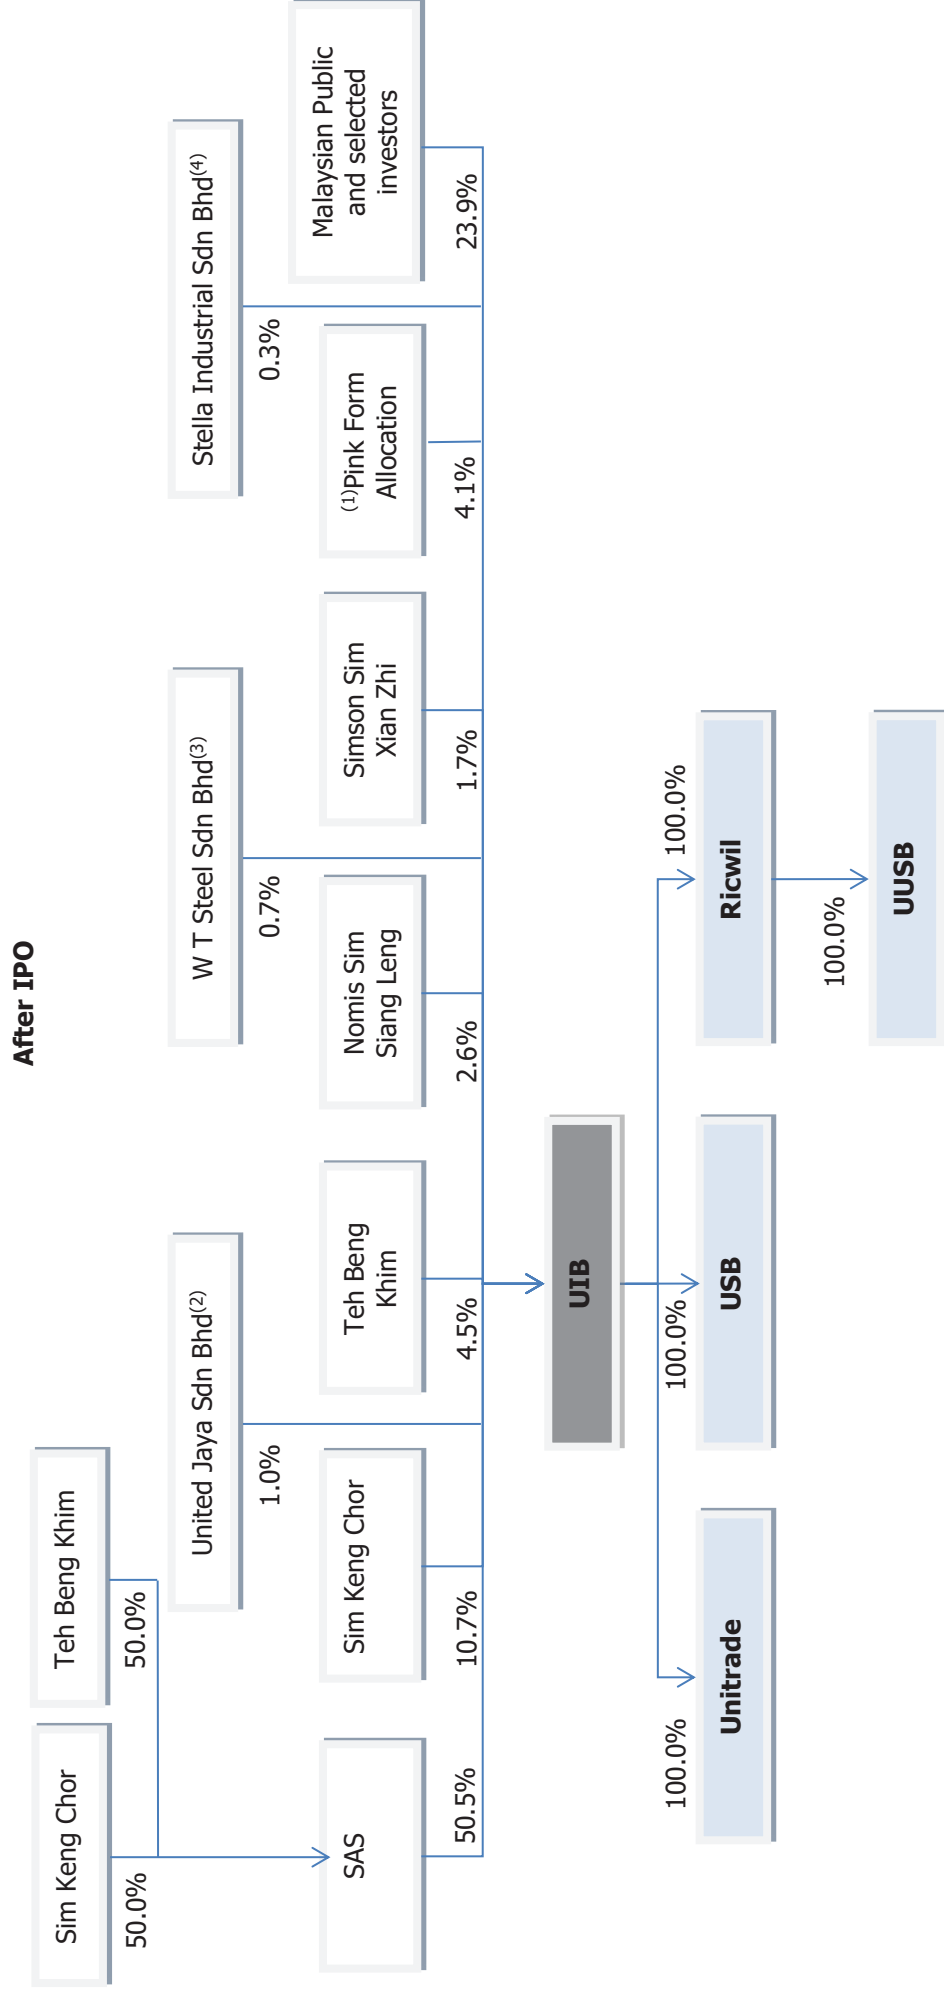 After IPO
Sim Keng Chor
Teh Beng Khim
50.0%
50.0%
United Jaya Sdn Bhd(2)
W T Steel Sdn Bhd(3)
Stella Industrial Sdn Bhd(4)
1.0%
0.7%
0.3%
SAS
Sim Keng Chor
Teh Beng
Khim
Nomis Sim
Siang Leng
Simson Sim
Xian Zhi
(1)Pink Form
Allocation
Malaysian Public
and selected
investors
50.5%
10.7%
4.5%
2.6%
1.7%
4.1%
23.9%
UIB
100.0%
100.0%
100.0%
Unitrade
USB
Ricwil
100.0%
UUSB